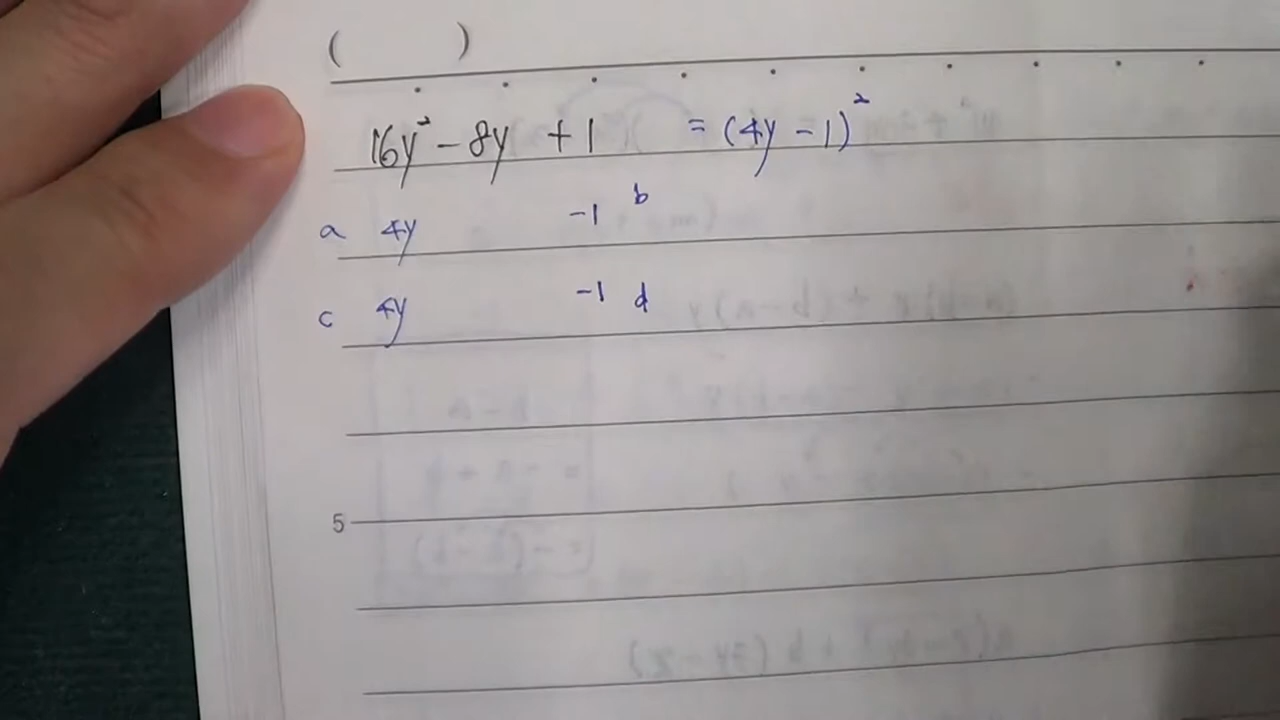 ( )
16y² - 8y + 1 = (4y - 1)²
a 4y -1 b
c 4y -1 d
5